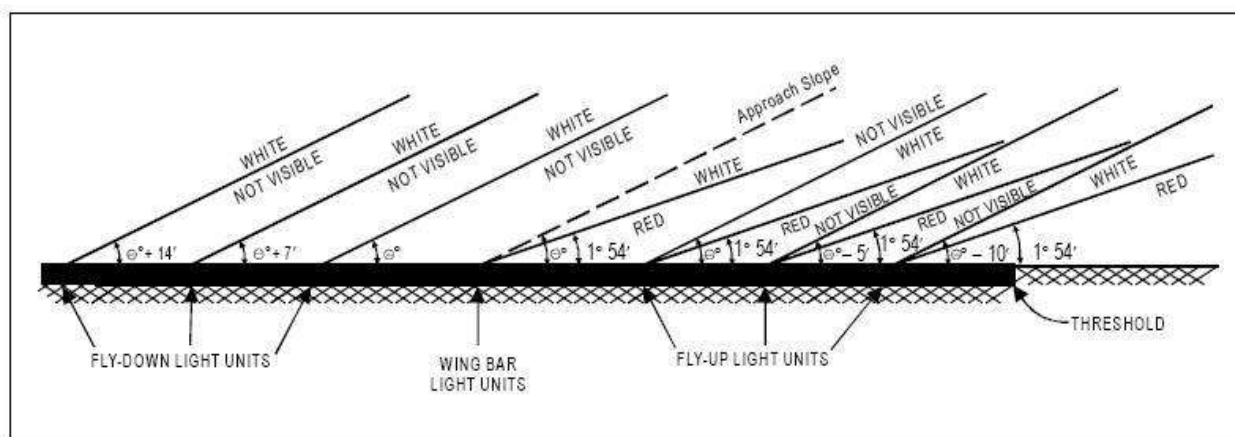 Approach Slope
WHITE
NOT VISIBLE
WHITE
NOT VISIBLE
WHITE
NOT VISIBLE
WHITE
RED
NOT VISIBLE
WHITE
RED
NOT VISIBLE
WHITE
RED
NOT VISIBLE
WHITE
RED
ϴ°+ 14′
ϴ°+ 7′
ϴ°
ϴ°
1° 54′
ϴ°
1° 54′
ϴ°– 5′
1° 54′
ϴ°– 10′
1° 54′
FLY-DOWN LIGHT UNITS
WING BAR
LIGHT UNITS
FLY-UP LIGHT UNITS
THRESHOLD